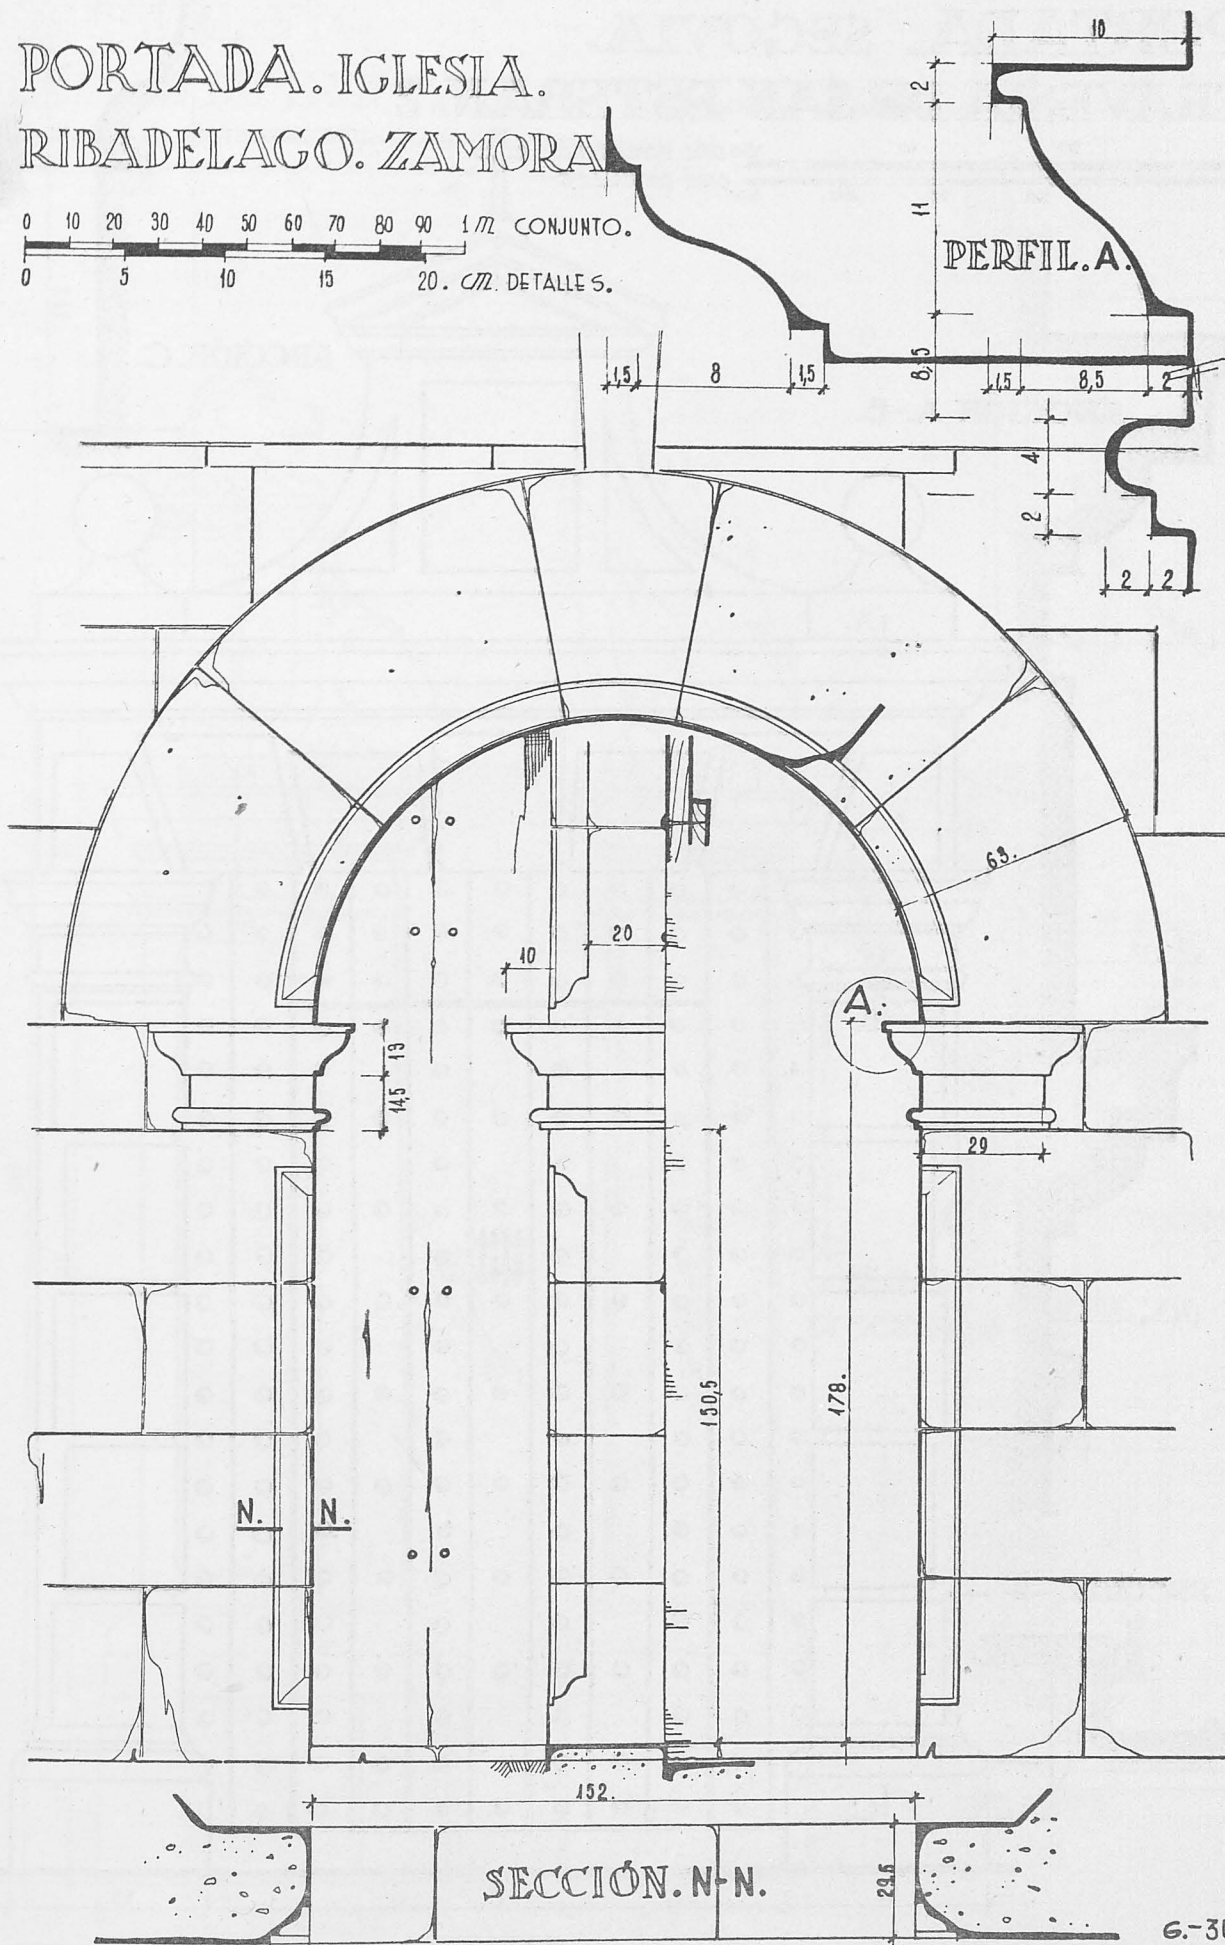 PORTADA. IGLESIA.
RIBADELAGO. ZAMORA
0 10 20 30 40 50 60 70 80 90 1 m CONJUNTO.
0 5 10 15 20. cm. DETALLES.
10
2
11
PERFIL. A.
8,5
1,5 8 1,5
1,5 8,5 2
4
2
2 2
63.
20
10
A.
13
14,5
29
150,5
178.
N. N.
152.
SECCIÓN. N-N.
29,5